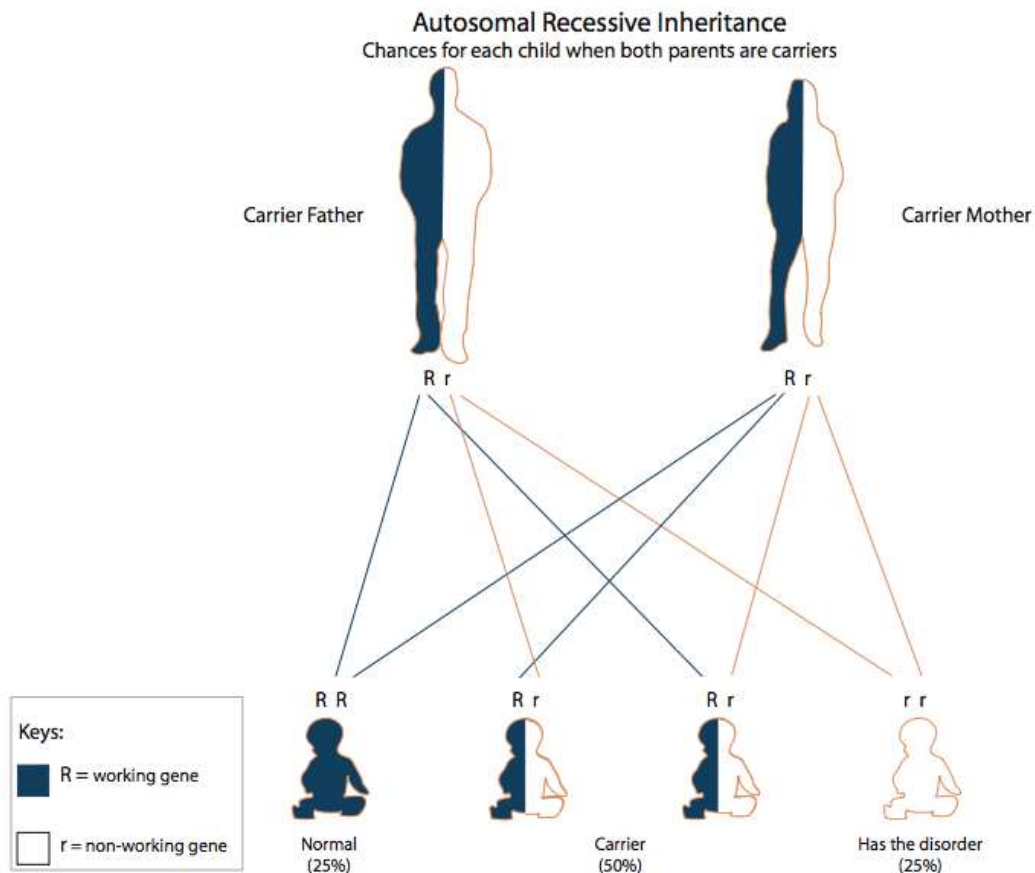 Autosomal Recessive Inheritance
Chances for each child when both parents are carriers
Carrier Father
Carrier Mother
R r
R r
R R
R r
R r
r r
Keys:
R = working gene
r = non-working gene
Normal
(25%)
Carrier
(50%)
Has the disorder
(25%)